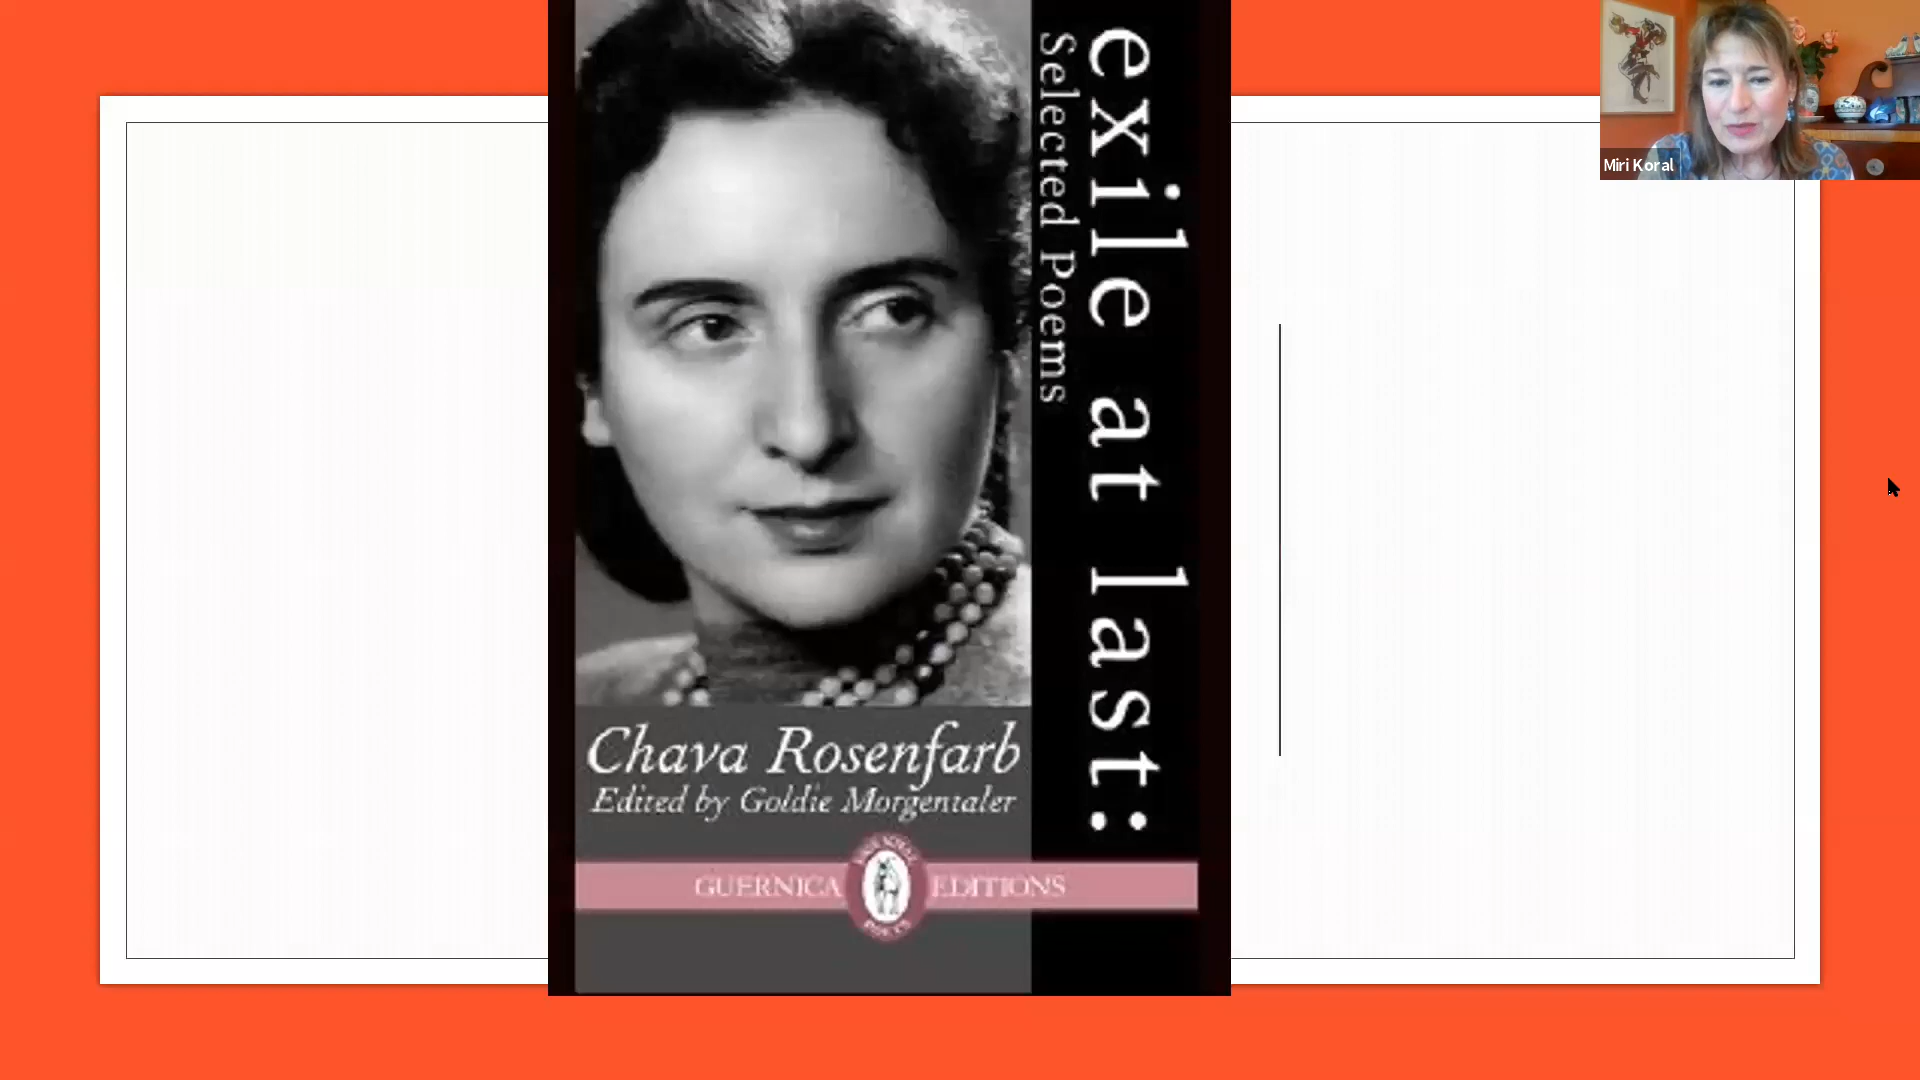 exile at last:
Selected Poems
Chava Rosenfarb
Edited by Goldie Morgentaler
GUERNICA EDITIONS
Miri Koral